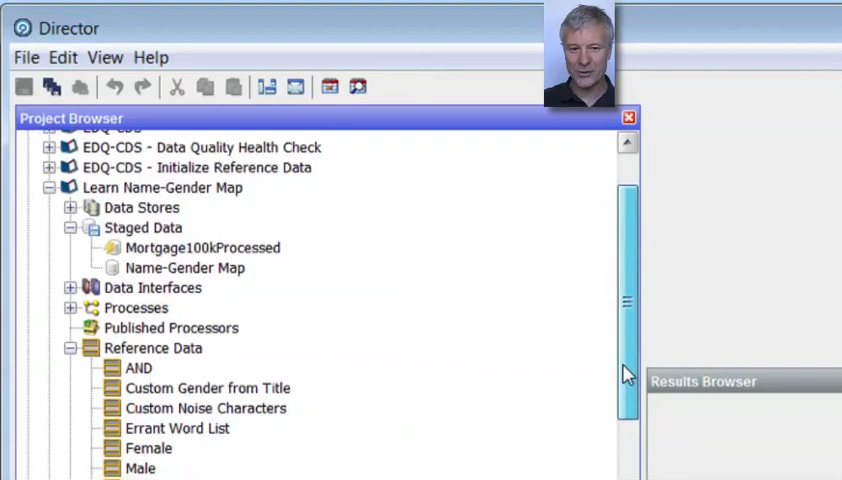 Director
File Edit View Help
Project Browser
EDQ-CDS
EDQ-CDS - Data Quality Health Check
EDQ-CDS - Initialize Reference Data
Learn Name-Gender Map
Data Stores
Staged Data
Mortgage100kProcessed
Name-Gender Map
Data Interfaces
Processes
Published Processors
Reference Data
AND
Custom Gender from Title
Custom Noise Characters
Errant Word List
Female
Male
Results Browser